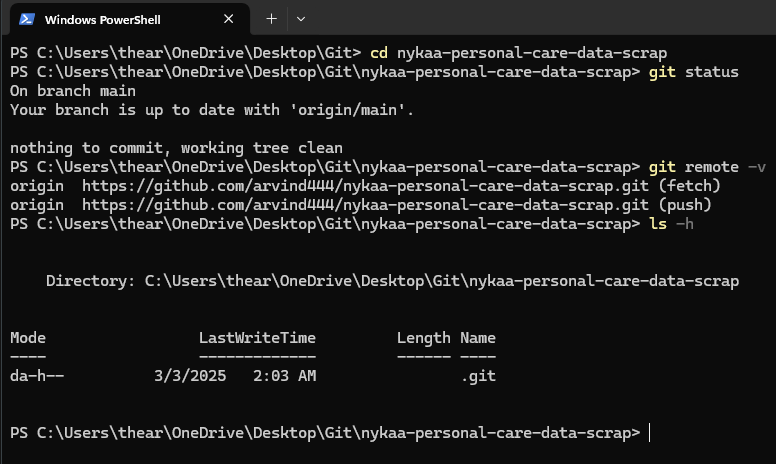 Windows PowerShell
PS C:\Users\thear\OneDrive\Desktop\Git> cd nykaa-personal-care-data-scrap
PS C:\Users\thear\OneDrive\Desktop\Git\nykaa-personal-care-data-scrap> git status
On branch main
Your branch is up to date with 'origin/main'.
nothing to commit, working tree clean
PS C:\Users\thear\OneDrive\Desktop\Git\nykaa-personal-care-data-scrap> git remote -v
origin  https://github.com/arvind444/nykaa-personal-care-data-scrap.git (fetch)
origin  https://github.com/arvind444/nykaa-personal-care-data-scrap.git (push)
PS C:\Users\thear\OneDrive\Desktop\Git\nykaa-personal-care-data-scrap> ls -h
Directory: C:\Users\thear\OneDrive\Desktop\Git\nykaa-personal-care-data-scrap
Mode                 LastWriteTime         Length Name
----                 -------------         ------ ----
da-h--          3/3/2025   2:03 AM                .git
PS C:\Users\thear\OneDrive\Desktop\Git\nykaa-personal-care-data-scrap>